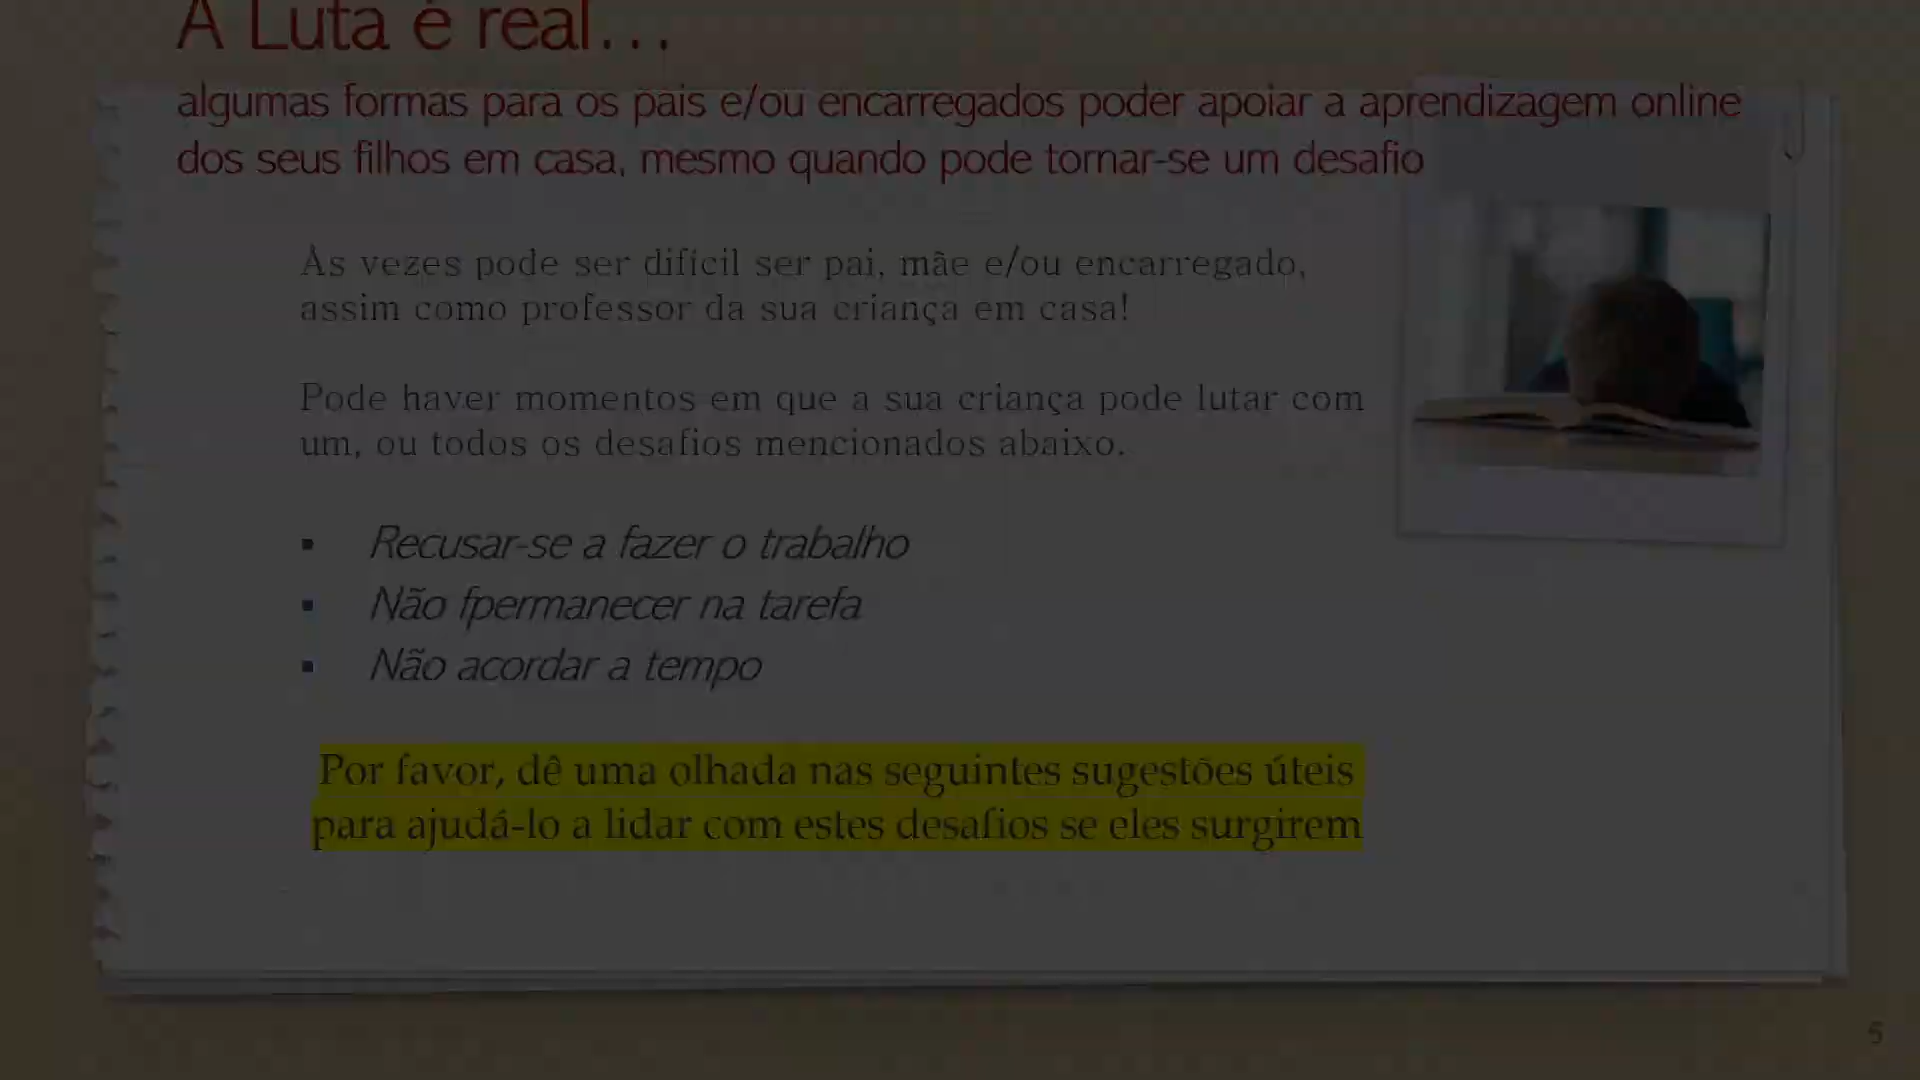 A Luta é real...
algumas formas para os pais e/ou encarregados poder apoiar a aprendizagem online
dos seus filhos em casa, mesmo quando pode tornar-se um desafio
Às vezes pode ser difícil ser pai, mãe e/ou encarregado,
assim como professor da sua criança em casa!
Pode haver momentos em que a sua criança pode lutar com
um, ou todos os desafios mencionados abaixo.
▪ Recusar-se a fazer o trabalho
▪ Não fpermanecer na tarefa
▪ Não acordar a tempo
Por favor, dê uma olhada nas seguintes sugestões úteis
para ajudá-lo a lidar com estes desafios se eles surgirem
5